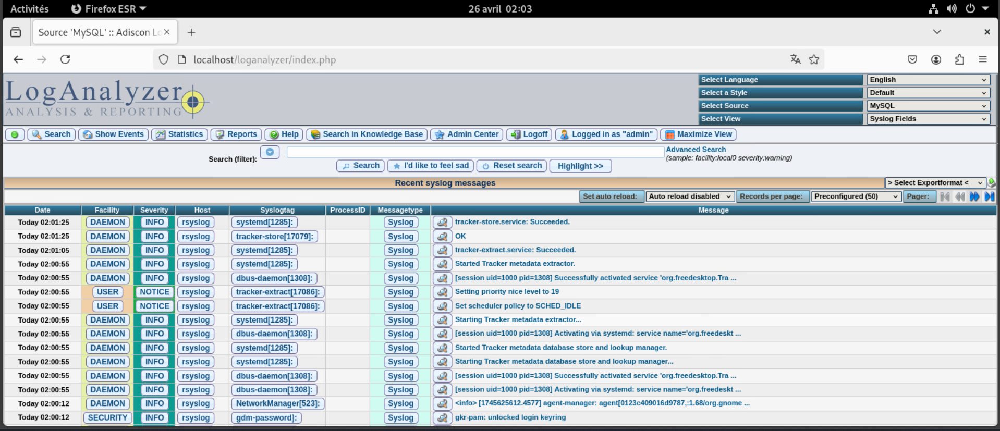 Activités Firefox ESR 26 avril 02:03
Source 'MySQL' :: Adiscon Lo
localhost/loganalyzer/index.php
LogAnalyzer
ANALYSIS & REPORTING
Select Language English
Select a Style Default
Select Source MySQL
Select View Syslog Fields
Search Show Events Statistics Reports Help Search in Knowledge Base Admin Center Logoff Logged in as "admin" Maximize View
Search (filter): Advanced Search
(sample: facility:local0 severity:warning)
Search I'd like to feel sad Reset search Highlight >>
Recent syslog messages > Select Exportformat <
Set auto reload: Auto reload disabled Records per page: Preconfigured (50) Pager:
Date Facility Severity Host Syslogtag ProcessID Messagetype Message
Today 02:01:25 DAEMON INFO rsyslog systemd[1285]: Syslog tracker-store.service: Succeeded.
Today 02:01:25 DAEMON INFO rsyslog tracker-store[17079]: Syslog OK
Today 02:01:05 DAEMON INFO rsyslog systemd[1285]: Syslog tracker-extract.service: Succeeded.
Today 02:00:55 DAEMON INFO rsyslog systemd[1285]: Syslog Started Tracker metadata extractor.
Today 02:00:55 DAEMON INFO rsyslog dbus-daemon[1308]: Syslog [session uid=1000 pid=1308] Successfully activated service 'org.freedesktop.Tra ...
Today 02:00:55 USER NOTICE rsyslog tracker-extract[17086]: Syslog Setting priority nice level to 19
Today 02:00:55 USER NOTICE rsyslog tracker-extract[17086]: Syslog Set scheduler policy to SCHED_IDLE
Today 02:00:55 DAEMON INFO rsyslog systemd[1285]: Syslog Starting Tracker metadata extractor...
Today 02:00:55 DAEMON INFO rsyslog dbus-daemon[1308]: Syslog [session uid=1000 pid=1308] Activating via systemd: service name='org.freedeskt ...
Today 02:00:55 DAEMON INFO rsyslog systemd[1285]: Syslog Started Tracker metadata database store and lookup manager.
Today 02:00:55 DAEMON INFO rsyslog systemd[1285]: Syslog Starting Tracker metadata database store and lookup manager...
Today 02:00:55 DAEMON INFO rsyslog dbus-daemon[1308]: Syslog [session uid=1000 pid=1308] Successfully activated service 'org.freedesktop.Tra ...
Today 02:00:55 DAEMON INFO rsyslog dbus-daemon[1308]: Syslog [session uid=1000 pid=1308] Activating via systemd: service name='org.freedeskt ...
Today 02:00:12 DAEMON INFO rsyslog NetworkManager[523]: Syslog <info> [1745625612.4577] agent-manager: agent[0123c409016d9787,:1.68/org.gnome ...
Today 02:00:12 SECURITY INFO rsyslog gdm-password]: Syslog gkr-pam: unlocked login keyring